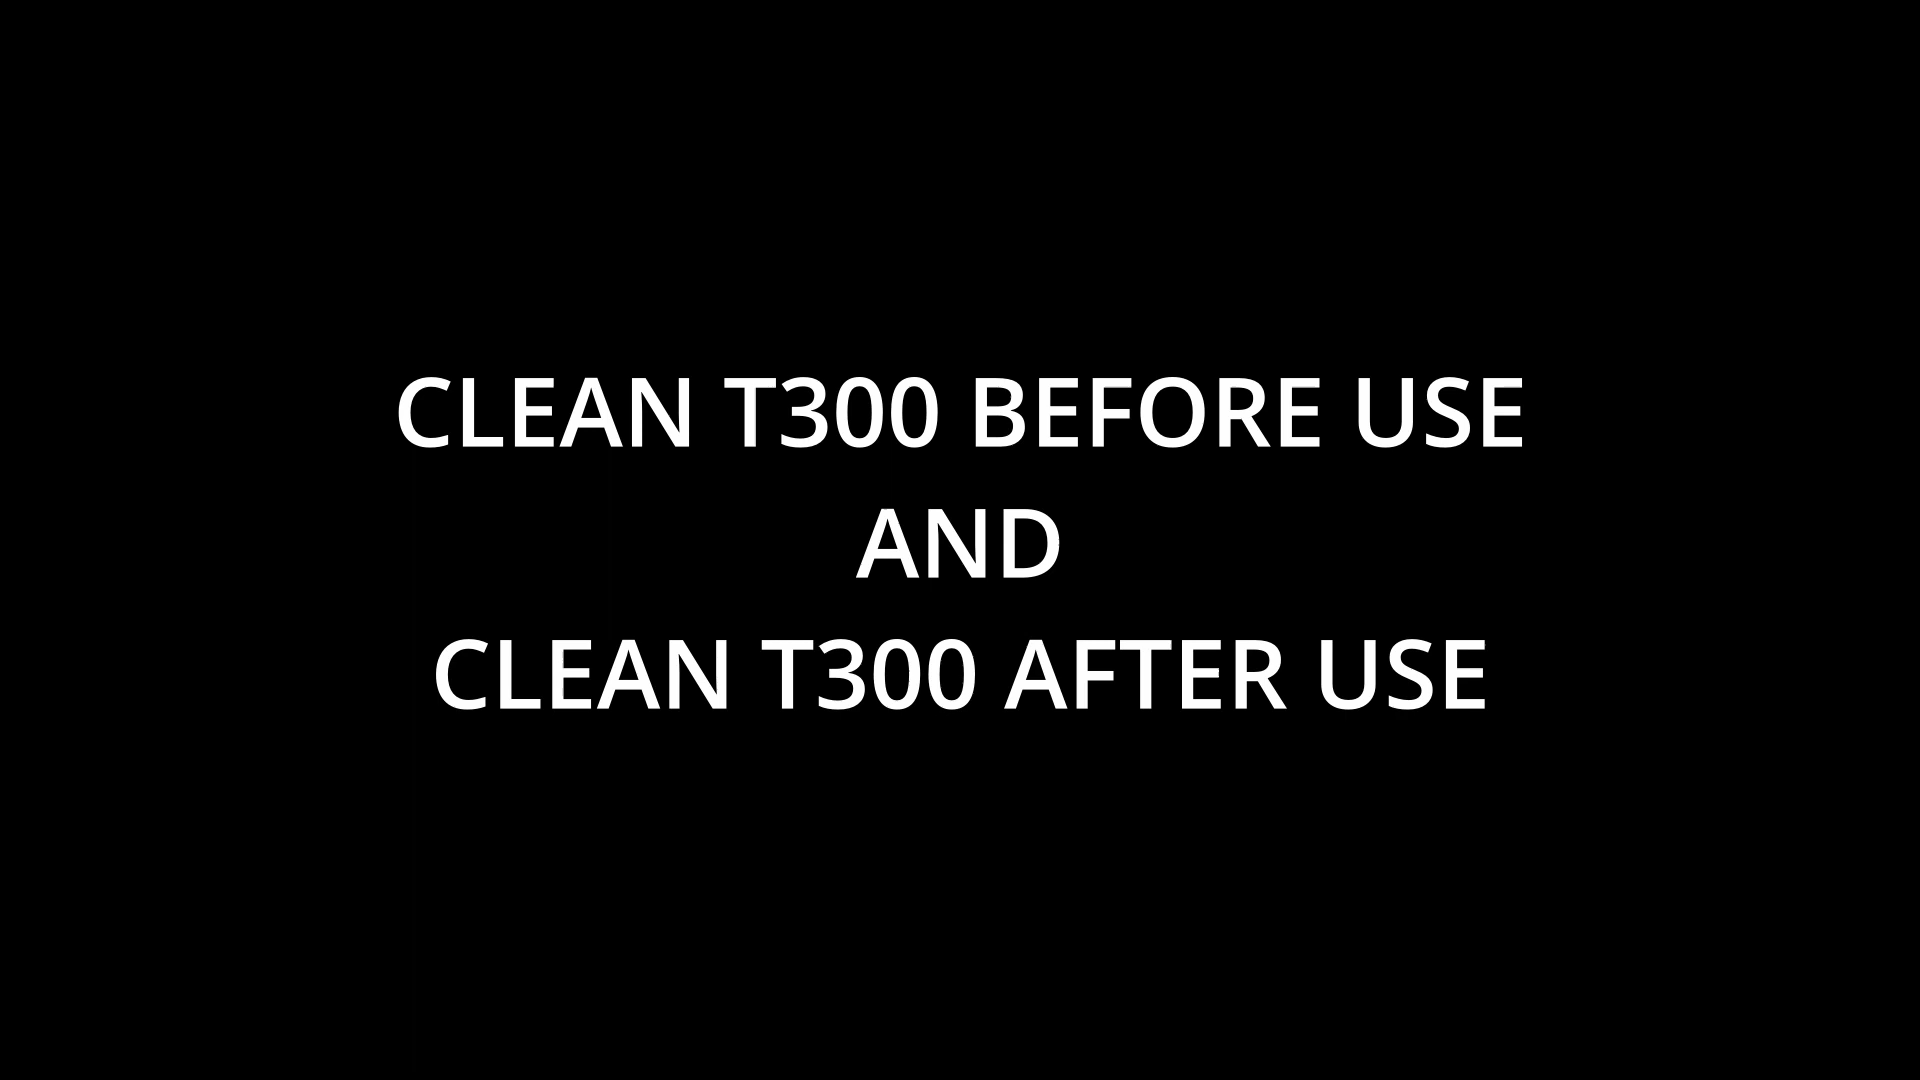 CLEAN T300 BEFORE USE
AND
CLEAN T300 AFTER USE